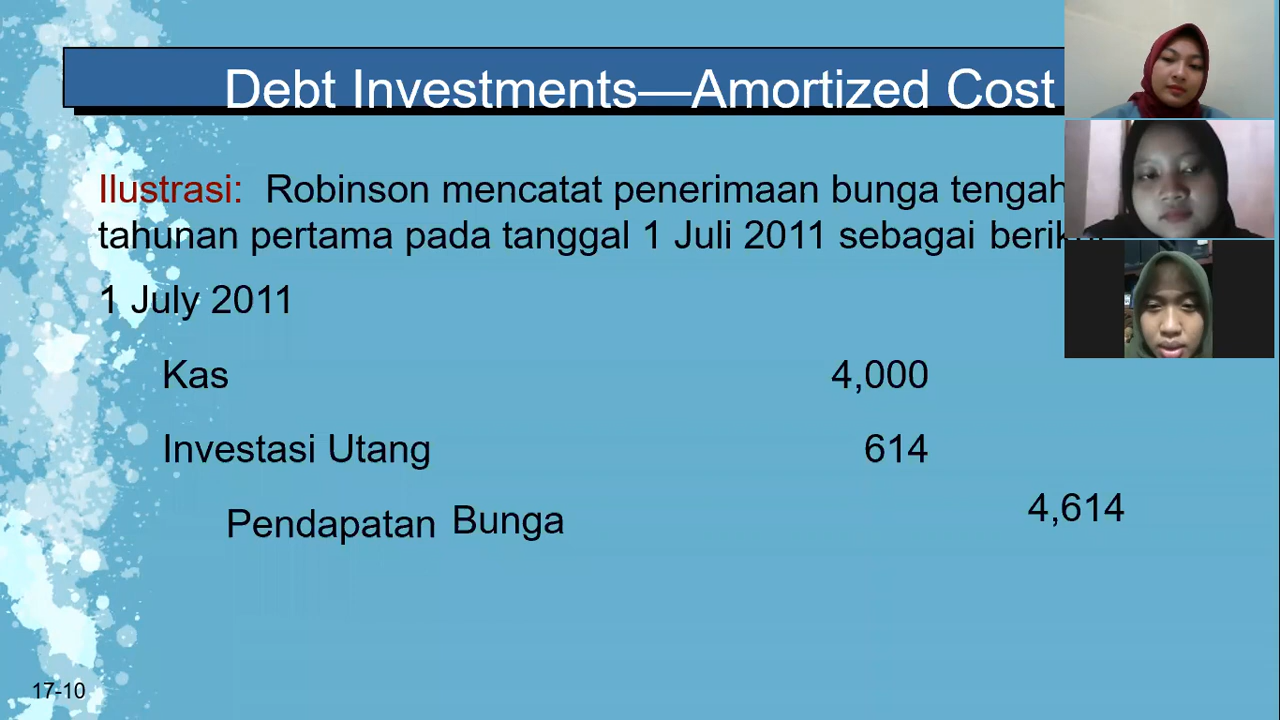 Debt Investments—Amortized Cost
Ilustrasi: Robinson mencatat penerimaan bunga tengah
tahunan pertama pada tanggal 1 Juli 2011 sebagai
1 July 2011
Kas 4,000
Investasi Utang 614
Pendapatan Bunga 4,614
17-10